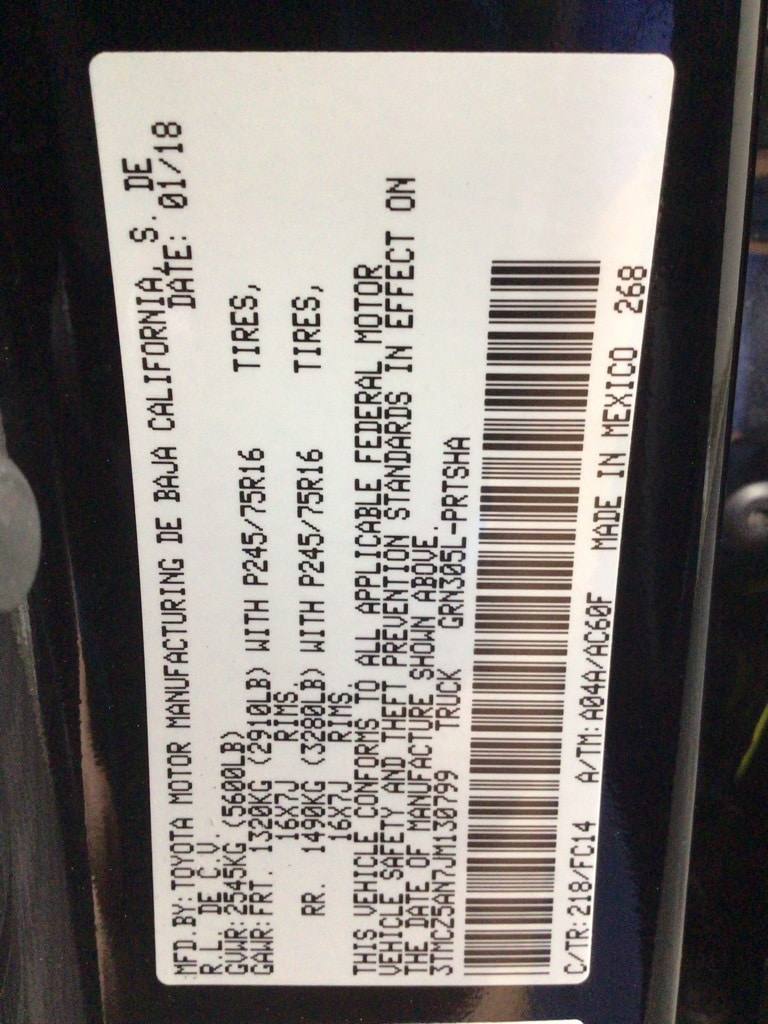 MFD.BY:TOYOTA MOTOR MANUFACTURING DE BAJA CALIFORNIA, S. DE
R.L. DE C.V. DATE: 01/18
GVWR:2545KG (5600LB)
GAWR:FRT. 1320KG (2910LB) WITH P245/75R16 TIRES,
16X7J RIMS.
RR. 1490KG (3280LB) WITH P245/75R16 TIRES,
16X7J RIMS.
THIS VEHICLE CONFORMS TO ALL APPLICABLE FEDERAL MOTOR
VEHICLE SAFETY AND THEFT PREVENTION STANDARDS IN EFFECT ON
THE DATE OF MANUFACTURE SHOWN ABOVE.
3TMCZ5AN7JM130799 TRUCK GRN305L-PRTSHA
C/TR:218/FC14 A/TM:A04A/AC60F MADE IN MEXICO 268